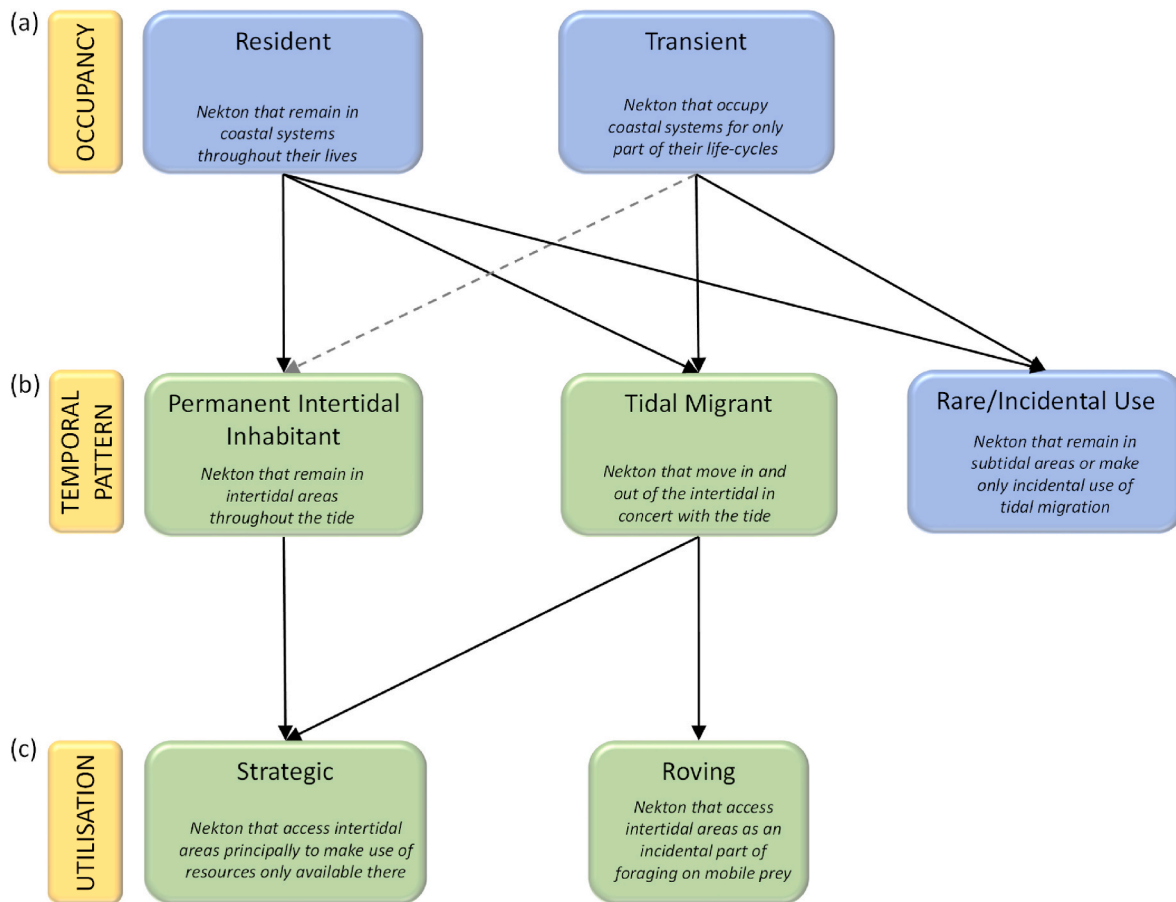 (a)
OCCUPANCY
Resident
Nekton that remain in
coastal systems
throughout their lives
Transient
Nekton that occupy
coastal systems for only
part of their life-cycles
(b)
TEMPORAL
PATTERN
Permanent Intertidal
Inhabitant
Nekton that remain in
intertidal areas
throughout the tide
Tidal Migrant
Nekton that move in and
out of the intertidal in
concert with the tide
Rare/Incidental Use
Nekton that remain in
subtidal areas or make
only incidental use of
tidal migration
(c)
UTILISATION
Strategic
Nekton that access intertidal
areas principally to make use of
resources only available there
Roving
Nekton that access
intertidal areas as an
incidental part of
foraging on mobile prey